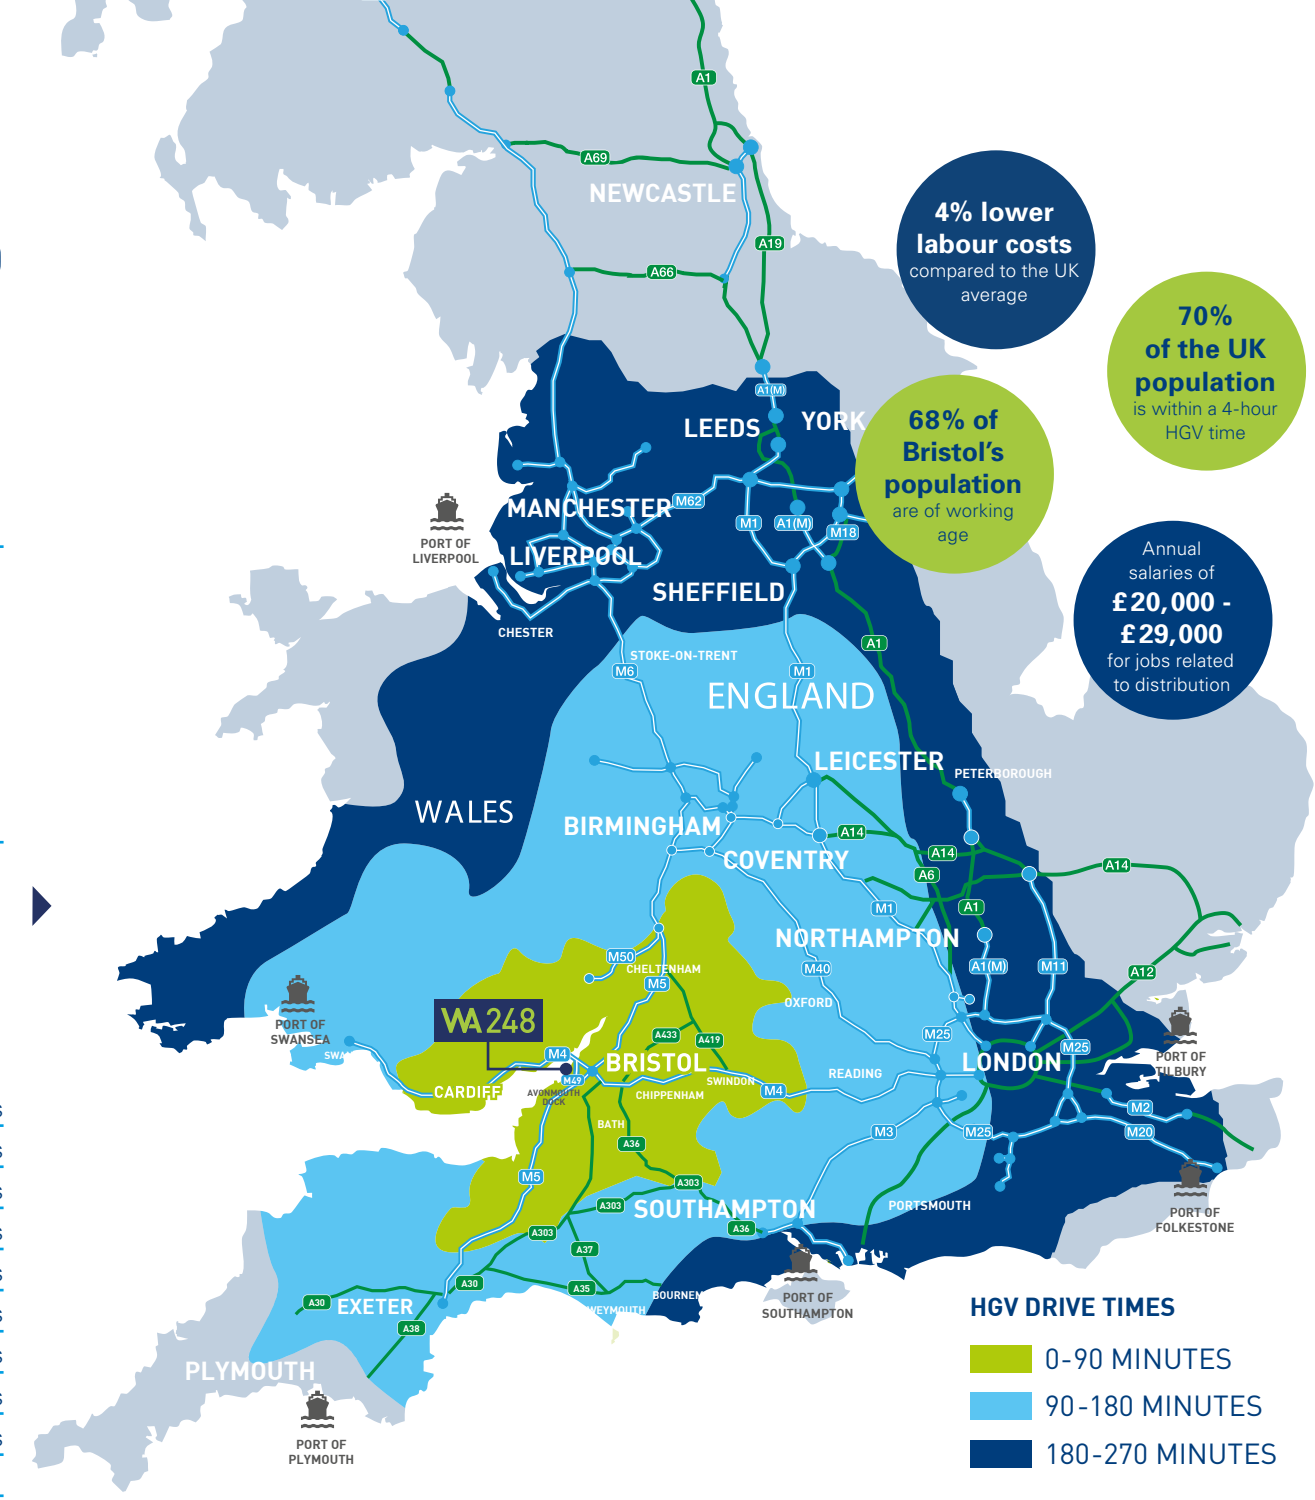 A1
A69
NEWCASTLE
A19
A66
4% lower
labour costs
compared to the UK
average
70%
of the UK
population
is within a 4-hour
HGV time
68% of
Bristol's
population
are of working
age
Annual
salaries of
£20,000 -
£29,000
for jobs related
to distribution
A1(M)
LEEDS
YORK
MANCHESTER
M62
M1
A1(M)
M18
PORT OF
LIVERPOOL
LIVERPOOL
SHEFFIELD
CHESTER
A1
STOKE-ON-TRENT
M6
M1
ENGLAND
LEICESTER
PETERBOROUGH
WALES
BIRMINGHAM
A14
COVENTRY
A14
A14
A6
M1
A1
NORTHAMPTON
M50
CHELTENHAM
M5
M40
A1(M)
M11
A12
OXFORD
PORT OF
SWANSEA
SWA
WA 248
A433
A419
M25
M25
M4
BRISTOL
LONDON
PORT OF
TILBURY
M49
SWINDON
READING
CARDIFF
AVONMOUTH
DOCK
CHIPPENHAM
M4
M2
BATH
A36
M3
M25
M20
M5
A303
A303
SOUTHAMPTON
PORTSMOUTH
PORT OF
FOLKESTONE
A303
A36
A37
A30
A35
BOURNEM
PORT OF
SOUTHAMPTON
A30
EXETER
WEYMOUTH
A38
PLYMOUTH
PORT OF
PLYMOUTH
HGV DRIVE TIMES
0-90 MINUTES
90-180 MINUTES
180-270 MINUTES